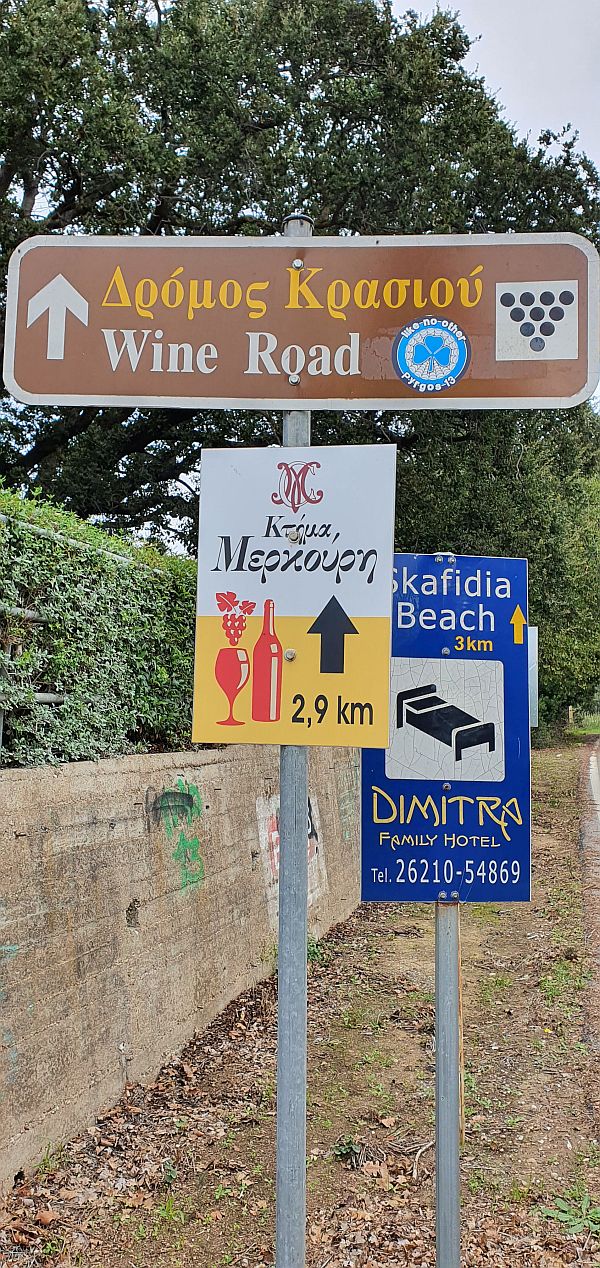 Δρόμος Κρασιού
Wine Road
like-no-other
Pyrgos-13
Κτήμα
Μερκούρη
2,9 km
Skafidia
Beach
3km
DIMITRA
FAMILY HOTEL
Tel. 26210-54869